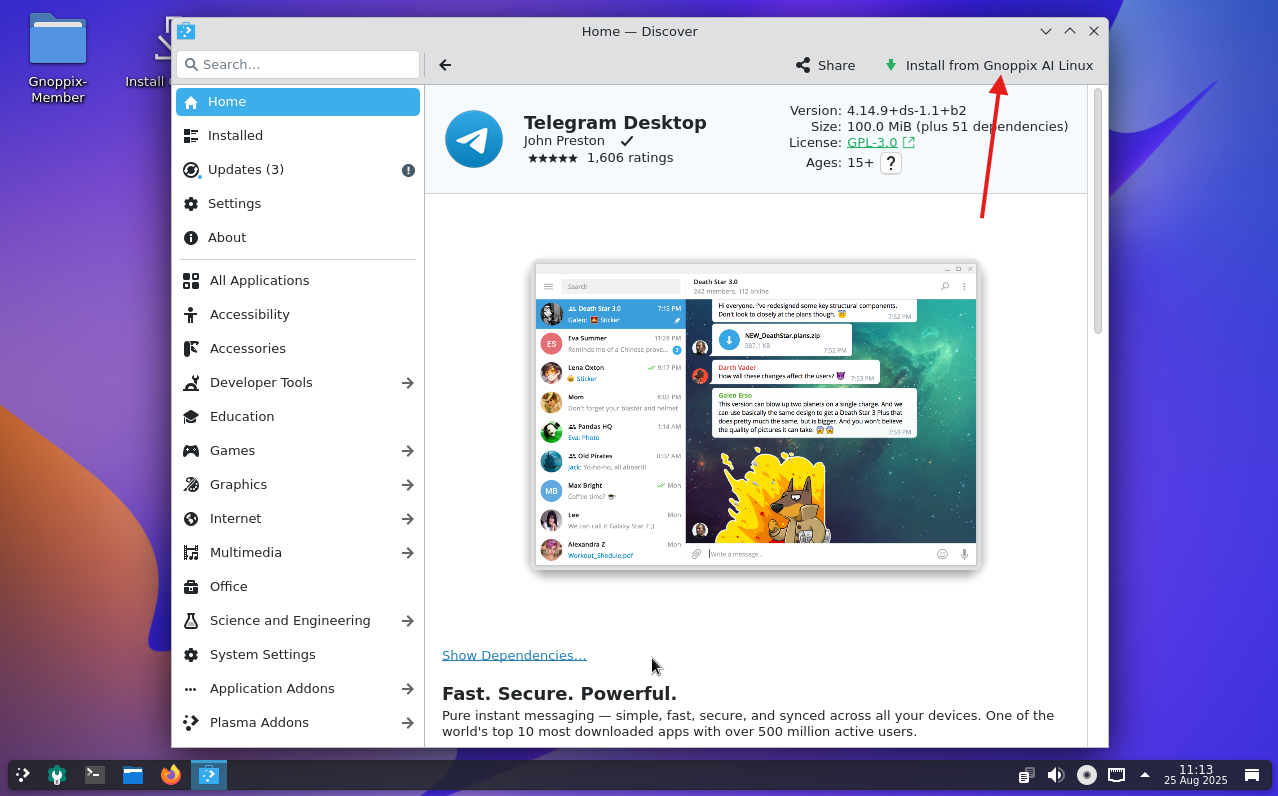 Gnoppix-
Member
Install
Home — Discover
Search...
Share
Install from Gnoppix AI Linux
Home
Installed
Updates (3)
Settings
About
All Applications
Accessibility
Accessories
Developer Tools
Education
Games
Graphics
Internet
Multimedia
Office
Science and Engineering
System Settings
Application Addons
Plasma Addons
Telegram Desktop
John Preston
1,606 ratings
Version: 4.14.9+ds-1.1+b2
Size: 100.0 MiB (plus 51 dependencies)
License: GPL-3.0
Ages: 15+ ?
Search
Death Star 3.0 7:15 PM
Galen: Sticker
ES
Eva Summer 11:28 PM
Reminds me of a Chinese prove... 2
Lena Oxton 9:17 PM
Sticker
Mom 8:02 PM
Don't forget your blaster and helmet
Pandas HQ 1:14 AM
Eva: Photo
Old Pirates 0:02 AM
Jack: Yo-ho-ho, all aboard!
MB
Max Bright Mon
Coffee time?
Lee Mon
We can call it Galaxy Star 7 ;)
Alexandra Z Mon
Workout_Shedule.pdf
Death Star 3.0
242 members, 112 online
Hi everyone. I've redesigned some key structural components.
Don't look to closely at the plans though.
7:52 PM
NEW_DeathStar.plans.zip
387.1 KB
7:52 PM
Darth Vader
How will these changes affect the users? 7:53 PM
Galen Erso
This version can blow up two planets on a single charge. And we
can use basically the same design to get a Death Star 3 Plus that
does pretty much the same, but is bigger. And you won't believe
the quality of pictures it can take.
7:53 PM
Write a message...
Show Dependencies...
Fast. Secure. Powerful.
Pure instant messaging — simple, fast, secure, and synced across all your devices. One of the
world's top 10 most downloaded apps with over 500 million active users.
11:13
25 Aug 2025